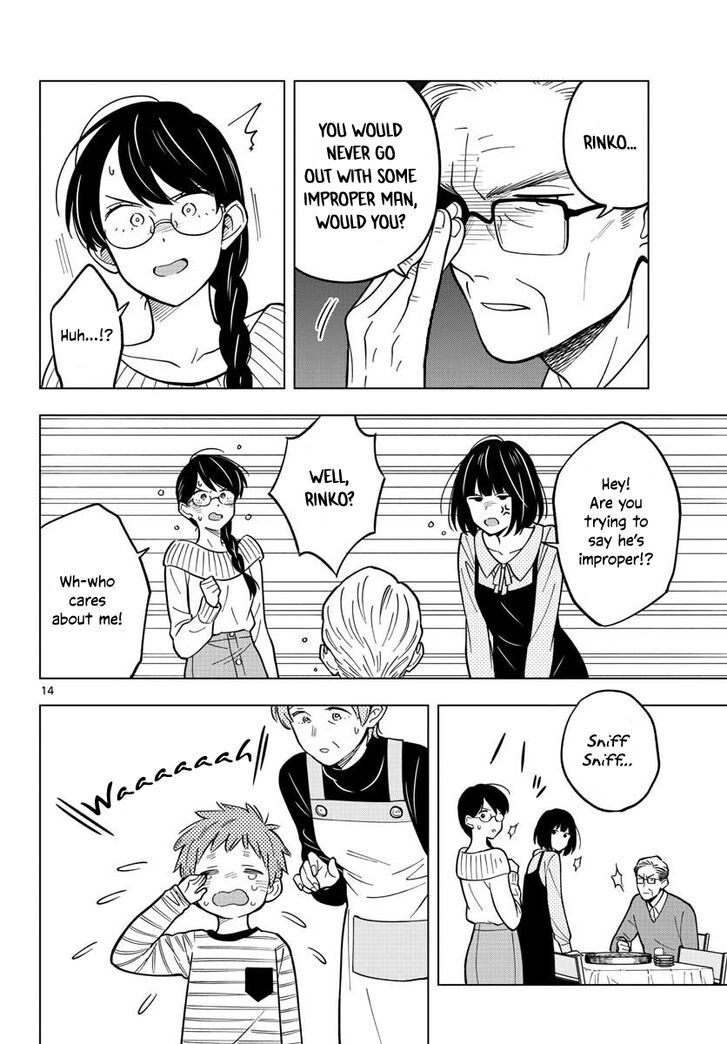 RINKO...
YOU WOULD
NEVER GO
OUT WITH SOME
IMPROPER MAN,
WOULD YOU?
Huh...!?
Hey!
Are you
trying to
say he's
improper!?
WELL,
RINKO?
Wh-who
cares
about me!
14
Sniff
Sniff...
Waaaaaaah